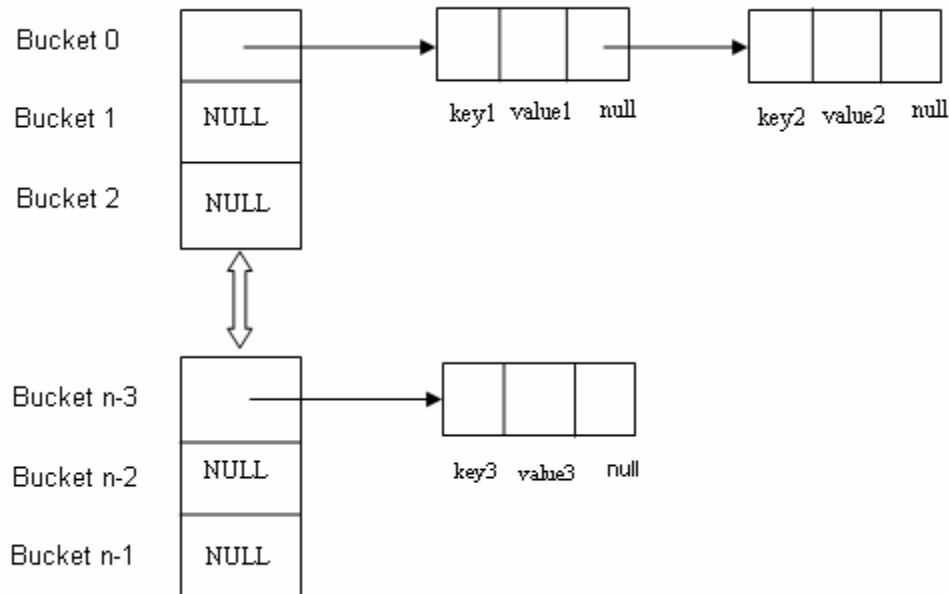 Bucket 0
key1 value1 null
key2 value2 null
Bucket 1 NULL
Bucket 2 NULL
Bucket n-3
key3 value3 null
Bucket n-2 NULL
Bucket n-1 NULL